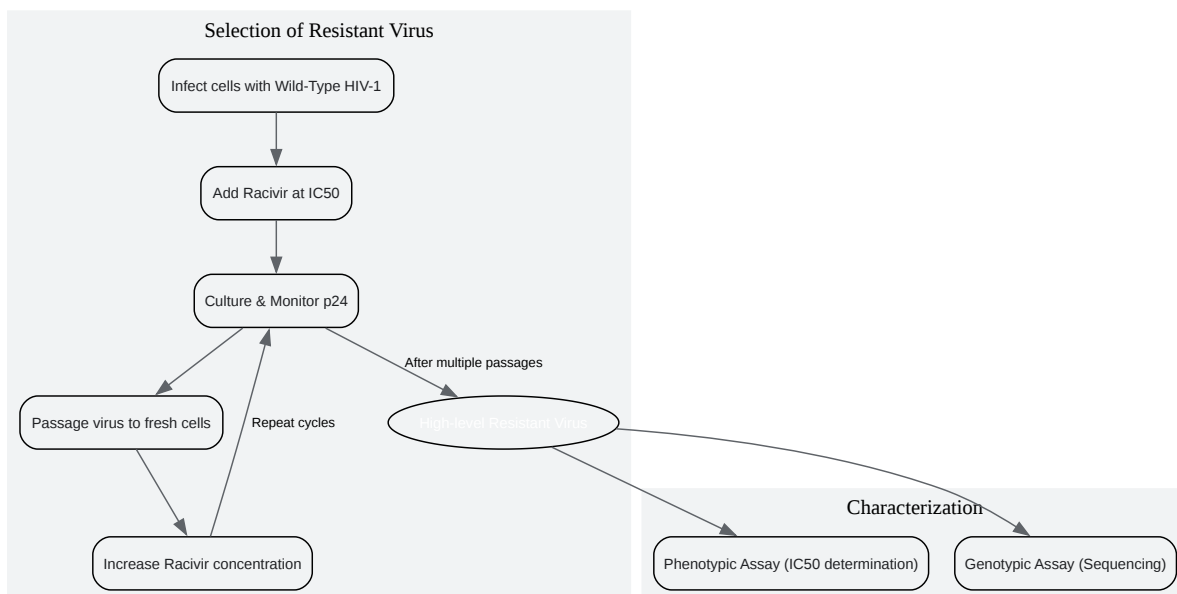 Selection of Resistant Virus
Infect cells with Wild-Type HIV-1
Add Racivir at IC50
Culture & Monitor p24
After multiple passages
Passage virus to fresh cells
Repeat cycles
High-level Resistant Virus
Increase Racivir concentration
Characterization
Phenotypic Assay (IC50 determination)
Genotypic Assay (Sequencing)